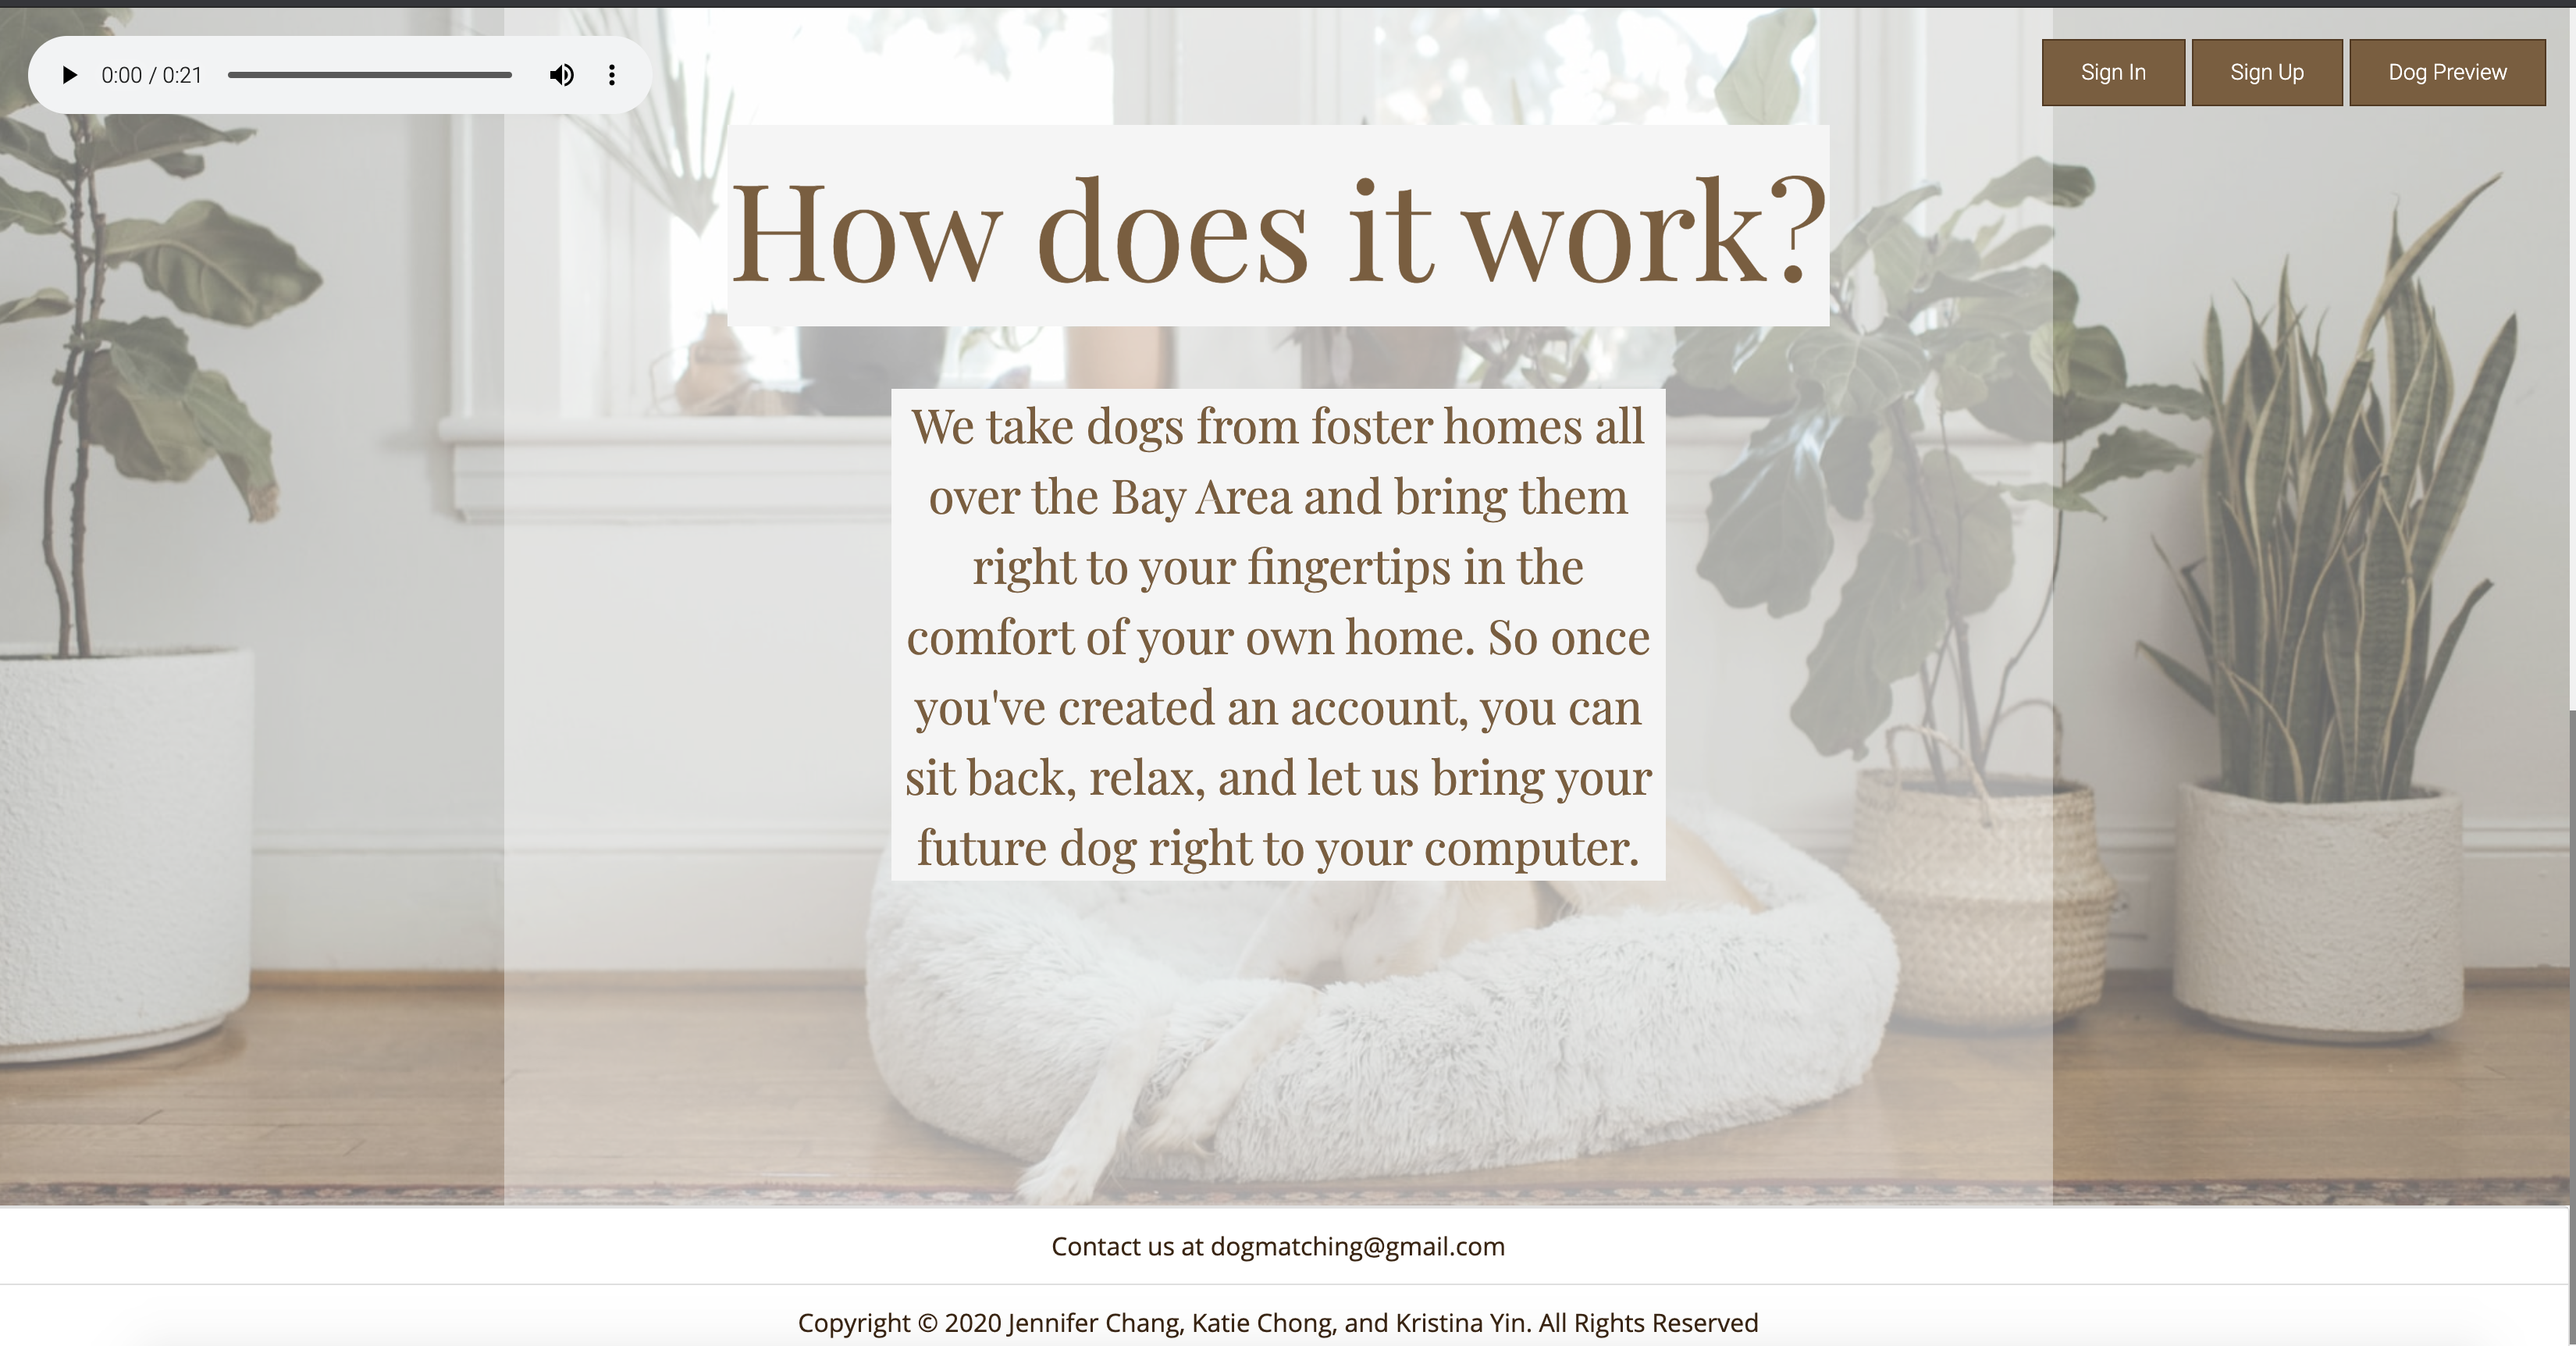 0:00 / 0:21
Sign In
Sign Up
Dog Preview
How does it work?
We take dogs from foster homes all
over the Bay Area and bring them
right to your fingertips in the
comfort of your own home. So once
you've created an account, you can
sit back, relax, and let us bring your
future dog right to your computer.
Contact us at dogmatching@gmail.com
Copyright © 2020 Jennifer Chang, Katie Chong, and Kristina Yin. All Rights Reserved